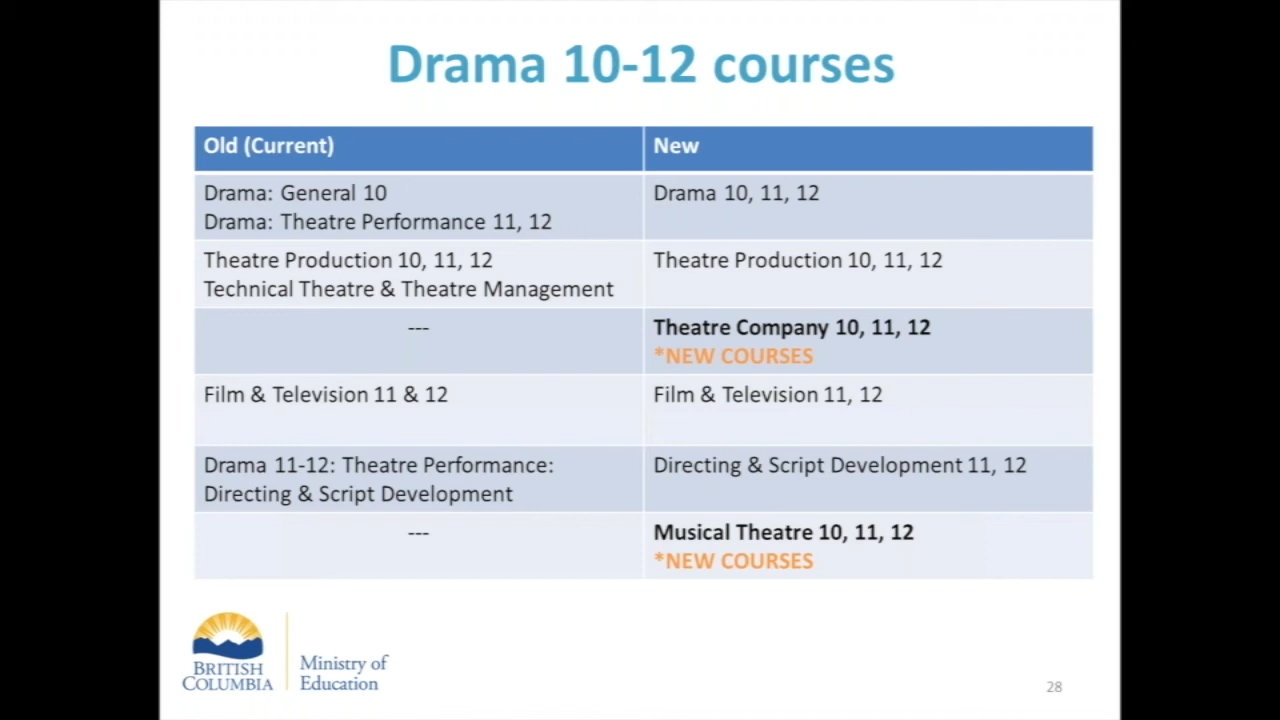 Drama 10-12 courses
Old (Current)
New
Drama: General 10
Drama: Theatre Performance 11, 12
Drama 10, 11, 12
Theatre Production 10, 11, 12
Technical Theatre & Theatre Management
Theatre Production 10, 11, 12
---
Theatre Company 10, 11, 12
*NEW COURSES
Film & Television 11 & 12
Film & Television 11, 12
Drama 11-12: Theatre Performance:
Directing & Script Development
Directing & Script Development 11, 12
---
Musical Theatre 10, 11, 12
*NEW COURSES
BRITISH
COLUMBIA
Ministry of
Education
28